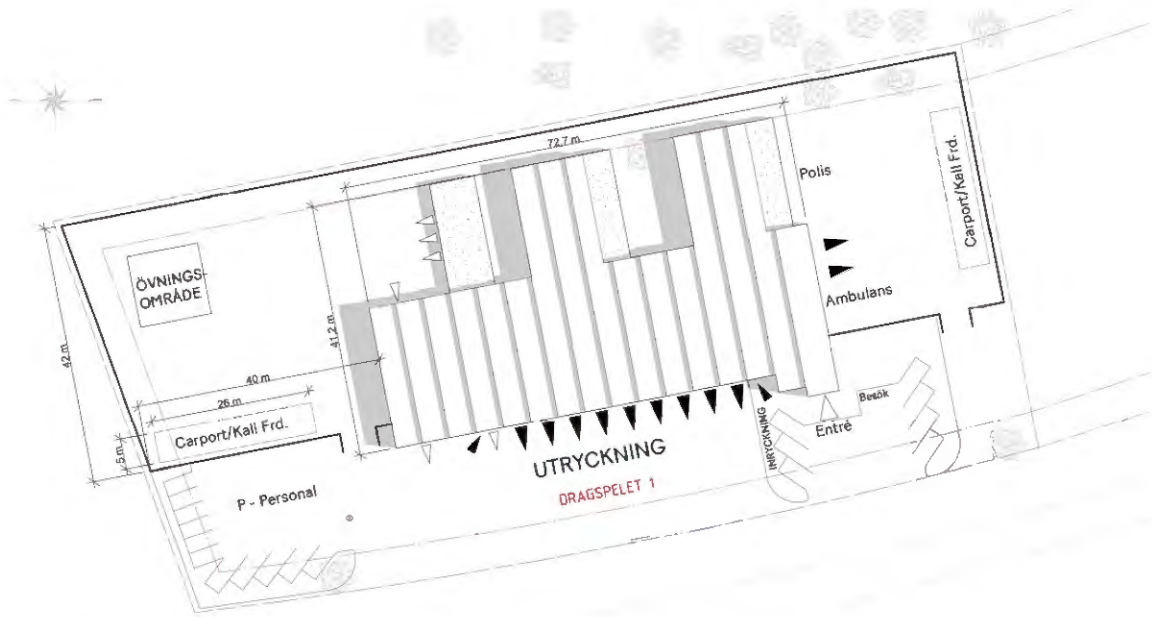 72,7 m
Polis
Carport/Kall Frd.
ÖVNINGS-
OMRÅDE
Ambulans
41,2 m
42 m
40 m
26 m
Carport/Kall Frd.
5 m
Besök
Entré
INRYCKNING
UTRYCKNING
DRAGSPELET 1
P - Personal